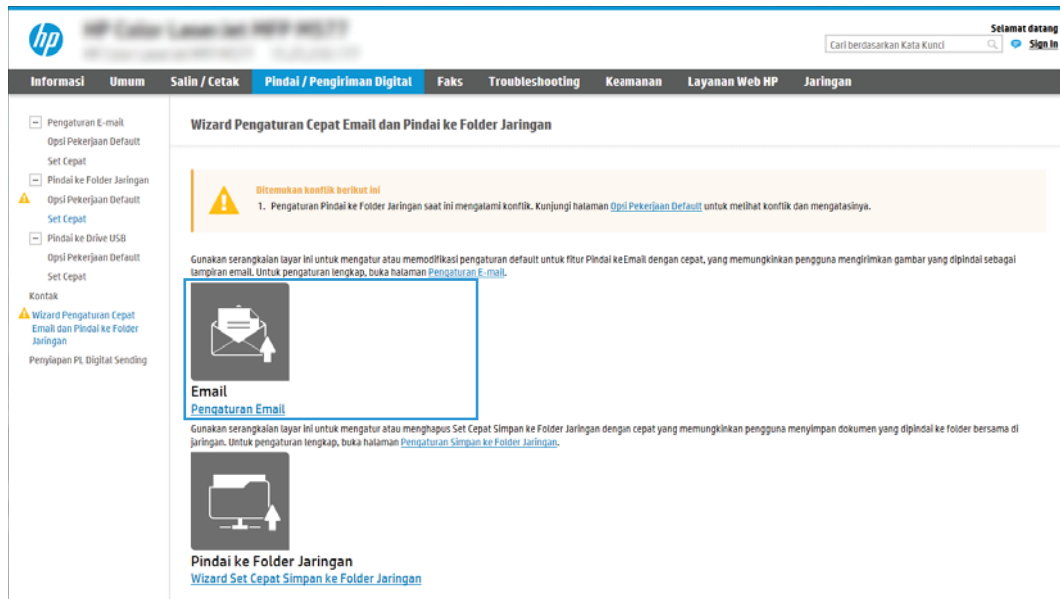 hp
Selamat datang
Cari berdasarkan Kata Kunci
Sign In
Informasi Umum Salin / Cetak Pindai / Pengiriman Digital Faks Troubleshooting Keamanan Layanan Web HP Jaringan
Pengaturan E-mail
Opsi Pekerjaan Default
Set Cepat
Pindai ke Folder Jaringan
Opsi Pekerjaan Default
Set Cepat
Pindai ke Drive USB
Opsi Pekerjaan Default
Set Cepat
Kontak
Wizard Pengaturan Cepat
Email dan Pindai ke Folder
Jaringan
Penyiapan PL Digital Sending
Wizard Pengaturan Cepat Email dan Pindai ke Folder Jaringan
Ditemukan konflik berikut ini
1. Pengaturan Pindai ke Folder Jaringan saat ini mengalami konflik. Kunjungi halaman Opsi Pekerjaan Default untuk melihat konflik dan mengatasinya.
Gunakan serangkaian layar ini untuk mengatur atau memodifikasi pengaturan default untuk fitur Pindai keEmail dengan cepat, yang memungkinkan pengguna mengirimkan gambar yang dipindai sebagai
lampiran email. Untuk pengaturan lengkap, buka halaman Pengaturan E-mail.
Email
Pengaturan Email
Gunakan serangkaian layar ini untuk mengatur atau menghapus Set Cepat Simpan ke Folder Jaringan dengan cepat yang memungkinkan pengguna menyimpan dokumen yang dipindai ke folder bersama di
jaringan. Untuk pengaturan lengkap, buka halaman Pengaturan Simpan ke Folder Jaringan.
Pindai ke Folder Jaringan
Wizard Set Cepat Simpan ke Folder Jaringan